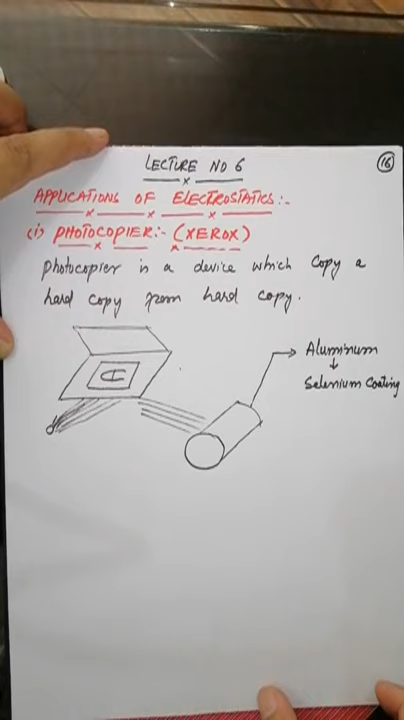 LECTURE NO 6
16
APPLICATIONS OF ELECTROSTATICS:-
(i) PHOTOCOPIER:- (XEROX)
Photocopier is a device which copy a
hard copy from hard copy.
Aluminum
Selenium Coating